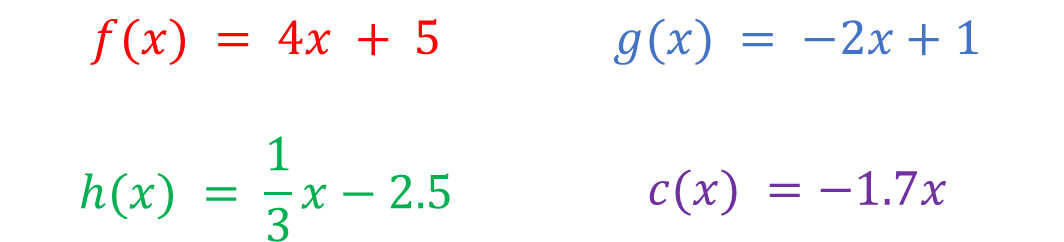 f(x) = 4x + 5
g(x) = −2x + 1
h(x) = 1/3 x − 2.5
c(x) = −1.7x